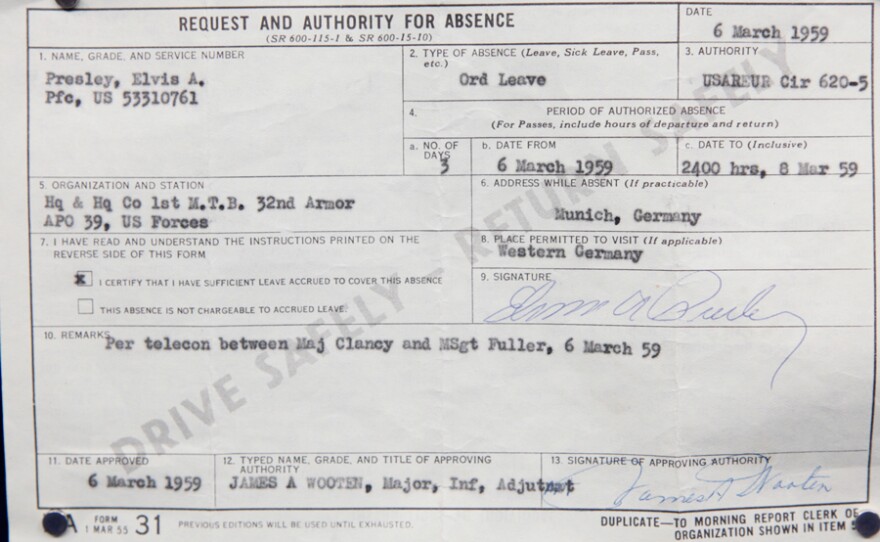 REQUEST AND AUTHORITY FOR ABSENCE
(SR 600-115-1 & SR 600-15-10)
DATE
6 March 1959
1. NAME, GRADE, AND SERVICE NUMBER
Presley, Elvis A.
Pfc, US 53310761
2. TYPE OF ABSENCE (Leave, Sick Leave, Pass,
etc.)
Ord Leave
3. AUTHORITY
USAREUR Cir 620-5
4. PERIOD OF AUTHORIZED ABSENCE
(For Passes, include hours of departure and return)
a. NO. OF
DAYS
3
b. DATE FROM
6 March 1959
c. DATE TO (Inclusive)
2400 hrs, 8 Mar 59
5. ORGANIZATION AND STATION
Hq & Hq Co 1st M.T.B. 32nd Armor
APO 39, US Forces
6. ADDRESS WHILE ABSENT (If practicable)
Munich, Germany
7. I HAVE READ AND UNDERSTAND THE INSTRUCTIONS PRINTED ON THE
REVERSE SIDE OF THIS FORM
X I CERTIFY THAT I HAVE SUFFICIENT LEAVE ACCRUED TO COVER THIS ABSENCE
THIS ABSENCE IS NOT CHARGEABLE TO ACCRUED LEAVE.
8. PLACE PERMITTED TO VISIT (If applicable)
Western Germany
9. SIGNATURE
10. REMARKS
Per telecon between Maj Clancy and MSgt Fuller, 6 March 59
DRIVE SAFELY — RETURN SAFELY
11. DATE APPROVED
6 March 1959
12. TYPED NAME, GRADE, AND TITLE OF APPROVING
AUTHORITY
JAMES A WOOTEN, Major, Inf, Adjutant
13 SIGNATURE OF APPROVING AUTHORITY
James A Wooten
A FORM
1 MAR 55 31
PREVIOUS EDITIONS WILL BE USED UNTIL EXHAUSTED.
DUPLICATE—TO MORNING REPORT CLERK OF
ORGANIZATION SHOWN IN ITEM